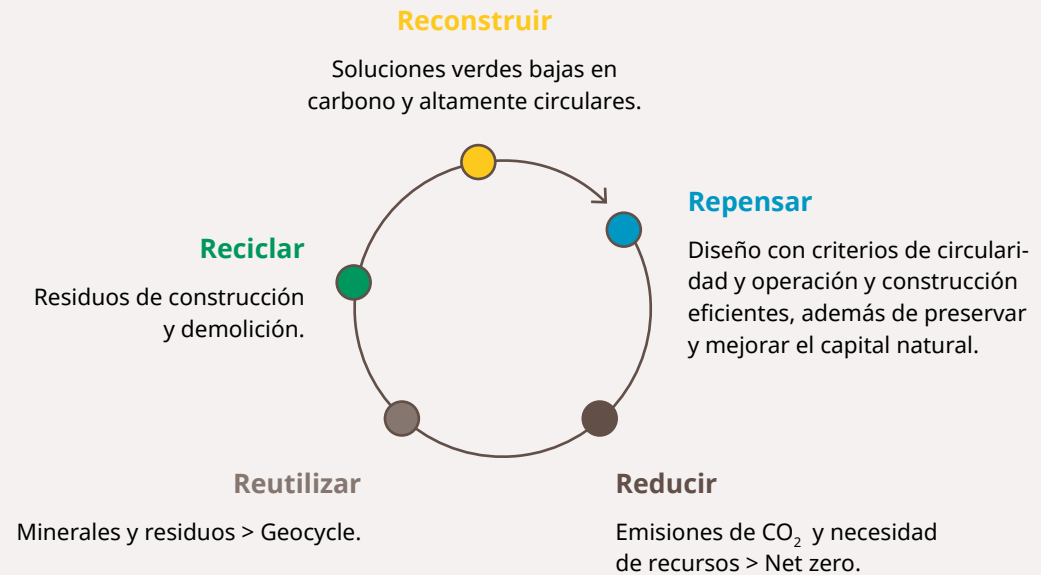 Reconstruir
Soluciones verdes bajas en
carbono y altamente circulares.
Repensar
Diseño con criterios de circulari-
dad y operación y construcción
eficientes, además de preservar
y mejorar el capital natural.
Reducir
Emisiones de CO₂ y necesidad
de recursos > Net zero.
Reutilizar
Minerales y residuos > Geocycle.
Reciclar
Residuos de construcción
y demolición.